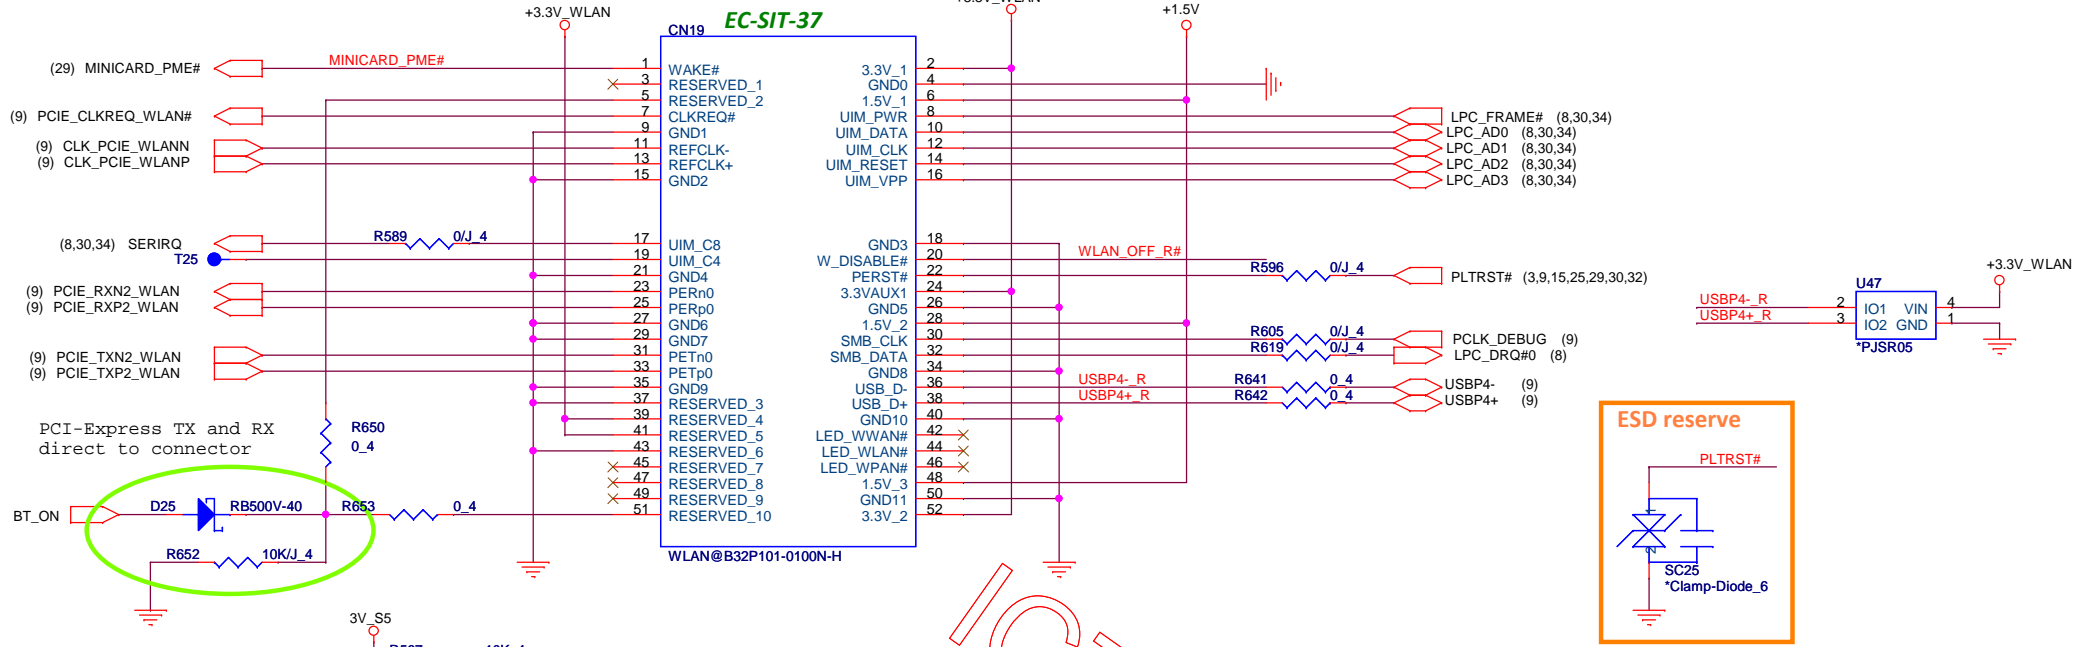 +3.3V_WLAN
+1.5V
EC-SIT-37
CN19
(29) MINICARD_PME#
MINICARD_PME#
(9) PCIE_CLKREQ_WLAN#
(9) CLK_PCIE_WLANN
(9) CLK_PCIE_WLANP
(8,30,34) SERIRQ
R589 0/J_4
T25
(9) PCIE_RXN2_WLAN
(9) PCIE_RXP2_WLAN
(9) PCIE_TXN2_WLAN
(9) PCIE_TXP2_WLAN
PCI-Express TX and RX
direct to connector
R650
0_4
BT_ON
D25 RB500V-40
R653 0_4
R652 10K/J_4
3V_S5
1 WAKE#
3 RESERVED_1
5 RESERVED_2
7 CLKREQ#
9 GND1
11 REFCLK-
13 REFCLK+
15 GND2
17 UIM_C8
19 UIM_C4
21 GND4
23 PERn0
25 PERp0
27 GND6
29 GND7
31 PETn0
33 PETp0
35 GND9
37 RESERVED_3
39 RESERVED_4
41 RESERVED_5
43 RESERVED_6
45 RESERVED_7
47 RESERVED_8
49 RESERVED_9
51 RESERVED_10
3.3V_1 2
GND0 4
1.5V_1 6
UIM_PWR 8
UIM_DATA 10
UIM_CLK 12
UIM_RESET 14
UIM_VPP 16
GND3 18
W_DISABLE# 20
PERST# 22
3.3VAUX1 24
GND5 26
1.5V_2 28
SMB_CLK 30
SMB_DATA 32
GND8 34
USB_D- 36
USB_D+ 38
GND10 40
LED_WWAN# 42
LED_WLAN# 44
LED_WPAN# 46
1.5V_3 48
GND11 50
3.3V_2 52
WLAN@B32P101-0100N-H
LPC_FRAME# (8,30,34)
LPC_AD0 (8,30,34)
LPC_AD1 (8,30,34)
LPC_AD2 (8,30,34)
LPC_AD3 (8,30,34)
WLAN_OFF_R#
R596 0/J_4
PLTRST# (3,9,15,25,29,30,32)
R605 0/J_4
PCLK_DEBUG (9)
R619 0/J_4
LPC_DRQ#0 (8)
USBP4-_R
R641 0_4
USBP4- (9)
USBP4+_R
R642 0_4
USBP4+ (9)
+3.3V_WLAN
U47
USBP4-_R 2 IO1 VIN 4
USBP4+_R 3 IO2 GND 1
*PJSR05
ESD reserve
PLTRST#
1
2
SC25
*Clamp-Diode_6